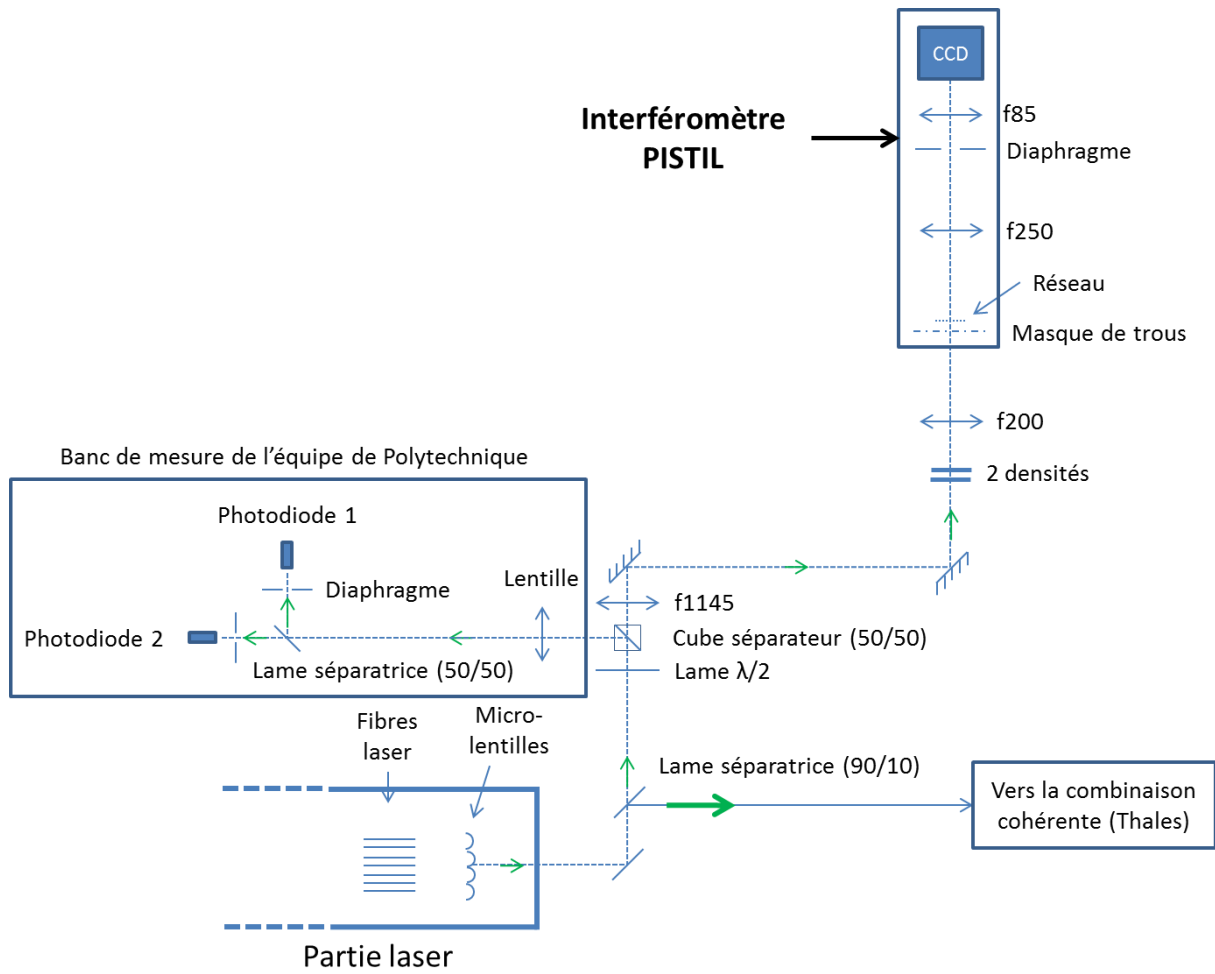 CCD
Interféromètre
PISTIL
f85
Diaphragme
f250
Réseau
Masque de trous
f200
2 densités
Banc de mesure de l'équipe de Polytechnique
Photodiode 1
Diaphragme
Lentille
Photodiode 2
Lame séparatrice (50/50)
f1145
Cube séparateur (50/50)
Lame λ/2
Fibres
laser
Micro-
lentilles
Lame séparatrice (90/10)
Vers la combinaison
cohérente (Thales)
Partie laser